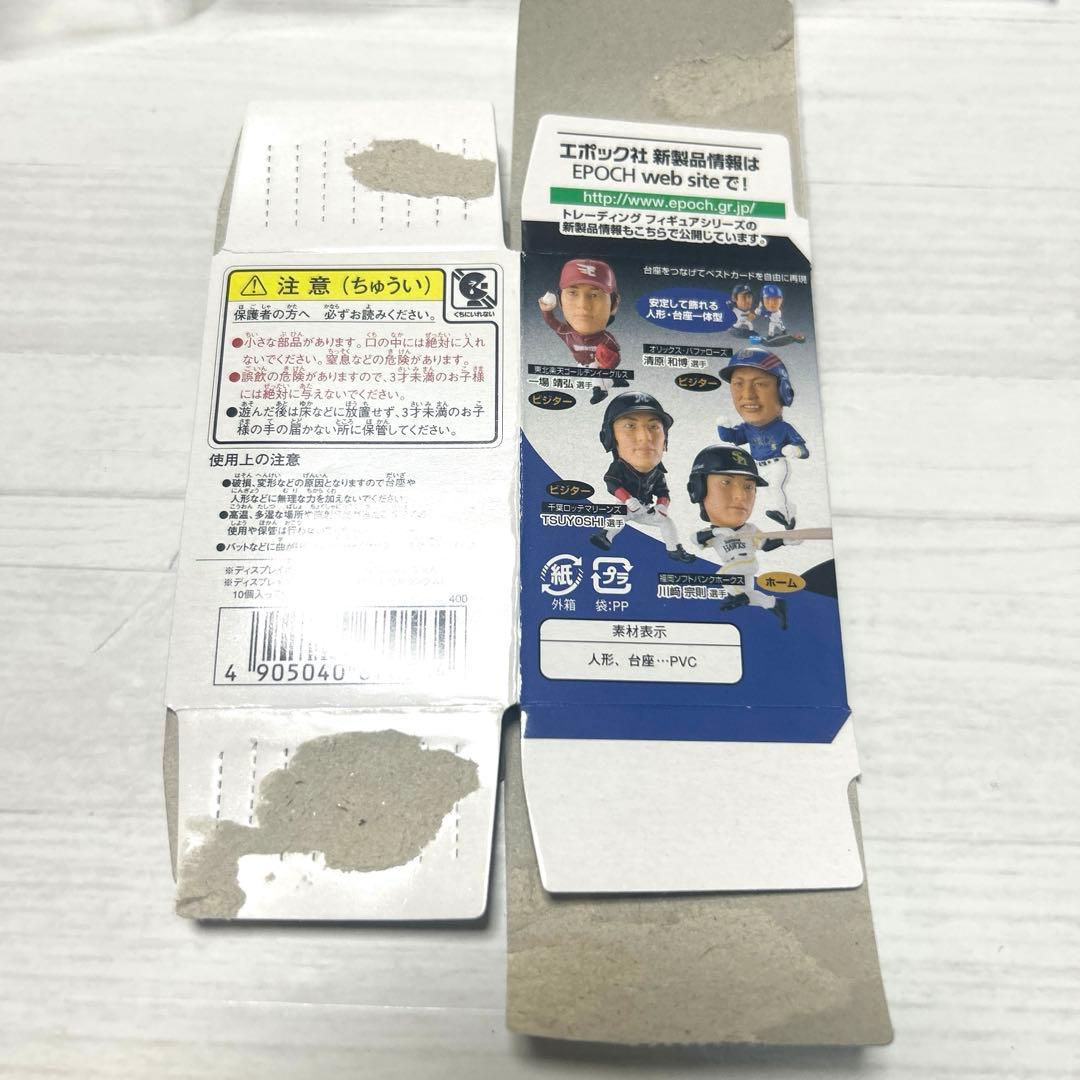 エポック社 新製品情報は
EPOCH web siteで!
http://www.epoch.gr.jp/
トレーディング フィギュアシリーズの
新製品情報もこちらで公開しています。
台座をつなげてベストカードを自由に再現
安定して飾れる
人形・台座一体型
東北楽天ゴールデンイーグルス
一場 靖弘 選手
ビジター
オリックス・バファローズ
清原 和博 選手
ビジター
ビジター
千葉ロッテマリーンズ
TSUYOSHI 選手
福岡ソフトバンクホークス
川﨑 宗則 選手
ホーム
紙
外箱
プラ
袋:PP
素材表示
人形、台座…PVC
注意(ちゅうい)
くちにいれない
保護者の方へ 必ずお読みください。
●小さな部品があります。口の中には絶対に入れ
ないでください。窒息などの危険があります。
●誤飲の危険がありますので、3才未満のお子様
には絶対に与えないでください。
●遊んだ後は床などに放置せず、3才未満のお子
様の手の届かない所に保管してください。
使用上の注意
●破損、変形などの原因となりますので台座や
人形などに無理な力を加えないでください。
●高温、多湿な場所や
使用や保管は行わ
●バットなどに曲が
※ディスプレイ
※ディスプレ
10個入っ
400
4 905040